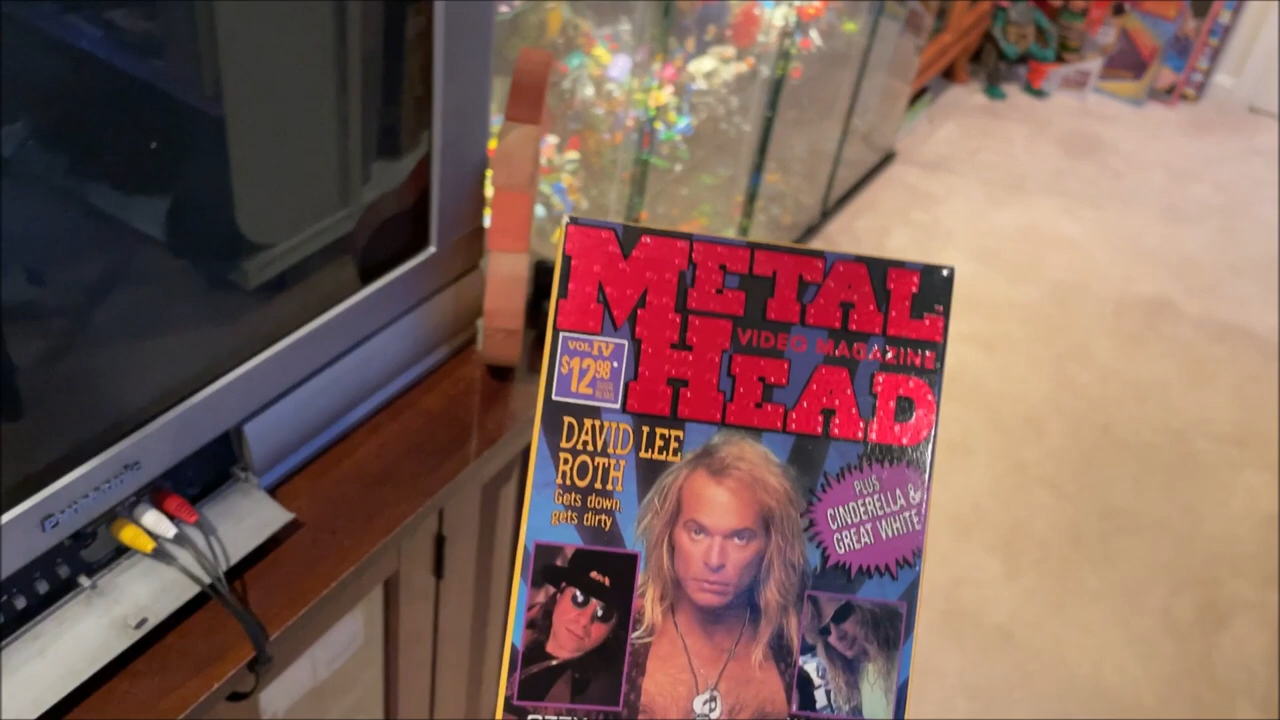 METAL
VIDEO MAGAZINE
HEAD
VOL IV
$12.98*
DAVID LEE
ROTH
Gets down,
gets dirty
PLUS
CINDERELLA &
GREAT WHITE
Panasonic